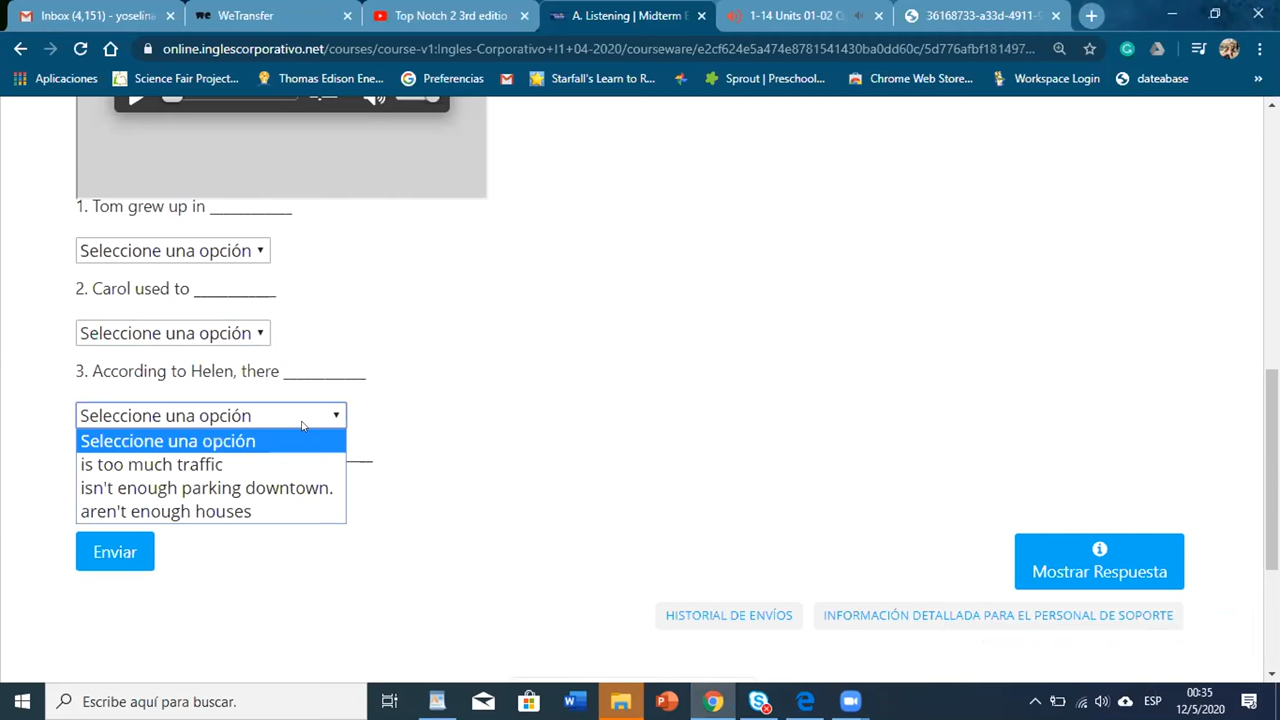 Inbox (4,151) - yoselina
WeTransfer
Top Notch 2 3rd editio
A. Listening | Midterm E
1-14 Units 01-02 O
36168733-a33d-4911-9
online.inglescorporativo.net/courses/course-v1:Ingles-Corporativo+I1+04-2020/courseware/e2cf624e5a474e8781541430ba0dd60c/5d776afbf181497...
Aplicaciones
Science Fair Project...
Thomas Edison Ene...
Preferencias
Starfall's Learn to R...
Sprout | Preschool...
Chrome Web Store...
Workspace Login
dateabase
»
1. Tom grew up in ___________
Seleccione una opción
2. Carol used to ___________
Seleccione una opción
3. According to Helen, there ___________
Seleccione una opción
Seleccione una opción
is too much traffic
isn't enough parking downtown.
aren't enough houses
Enviar
Mostrar Respuesta
HISTORIAL DE ENVÍOS
INFORMACIÓN DETALLADA PARA EL PERSONAL DE SOPORTE
Escribe aquí para buscar.
ESP
00:35
12/5/2020